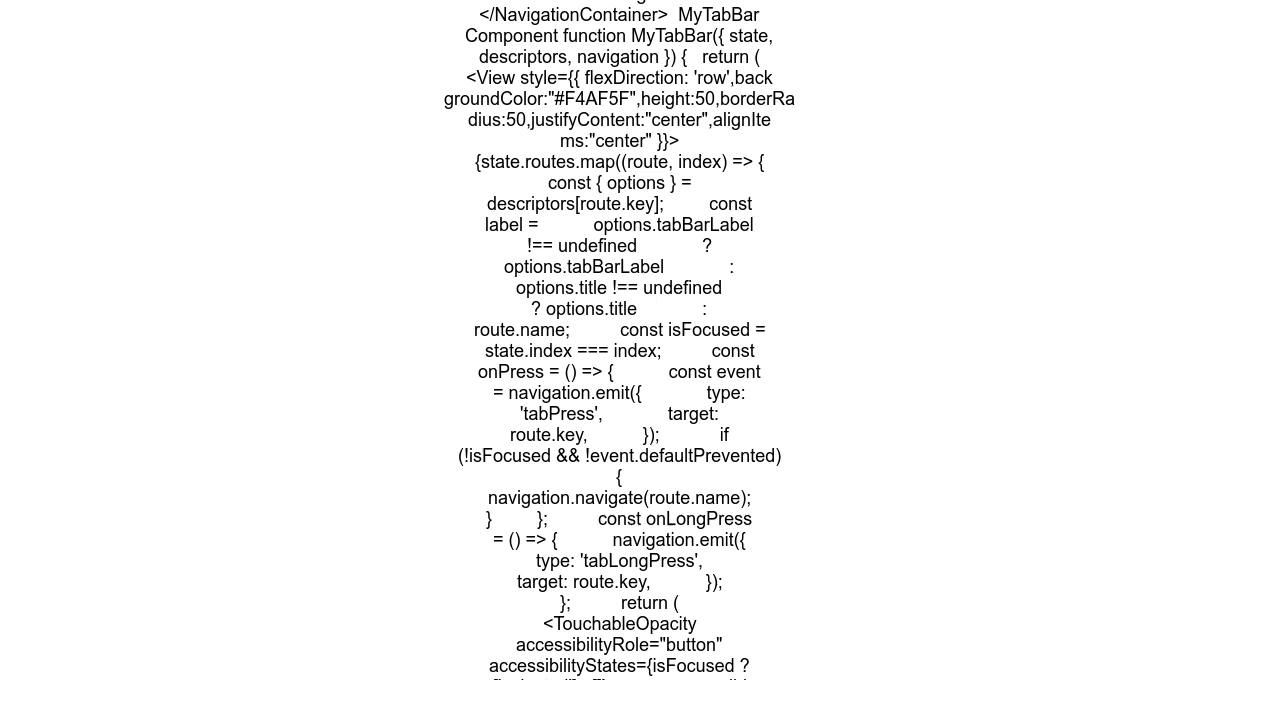 </NavigationContainer>  MyTabBar
Component function MyTabBar({ state,
descriptors, navigation }) {   return (
<View style={{ flexDirection: 'row',back
groundColor:"#F4AF5F",height:50,borderRa
dius:50,justifyContent:"center",alignIte
ms:"center" }}>
{state.routes.map((route, index) => {
const { options } =
descriptors[route.key];         const
label =           options.tabBarLabel
!== undefined             ?
options.tabBarLabel             :
options.title !== undefined
? options.title             :
route.name;          const isFocused =
state.index === index;          const
onPress = () => {           const event
= navigation.emit({             type:
'tabPress',             target:
route.key,           });            if
(!isFocused && !event.defaultPrevented)
{
navigation.navigate(route.name);
}         };          const onLongPress
= () => {           navigation.emit({
type: 'tabLongPress',
target: route.key,           });
};          return (
<TouchableOpacity
accessibilityRole="button"
accessibilityStates={isFocused ?